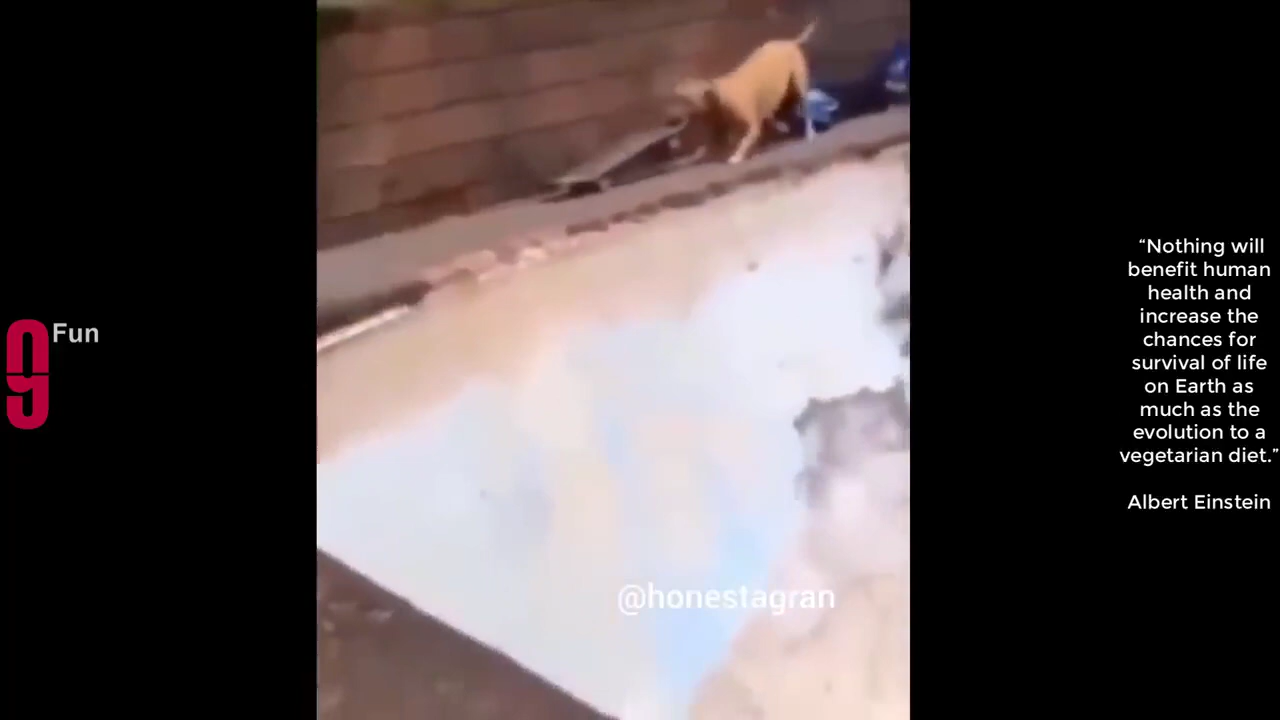 9 Fun
@honestagran
“Nothing will
benefit human
health and
increase the
chances for
survival of life
on Earth as
much as the
evolution to a
vegetarian diet.”
Albert Einstein